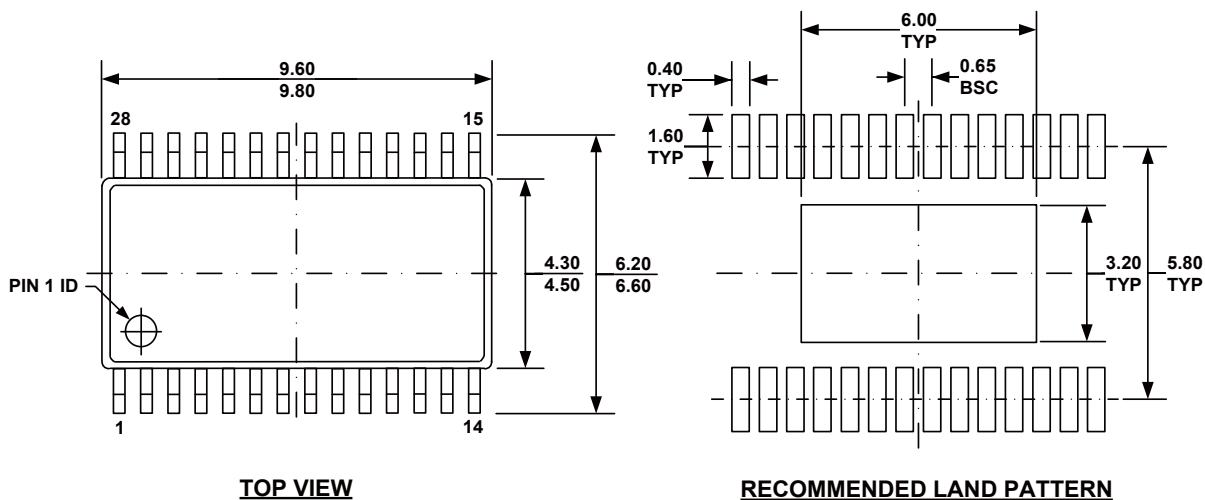 9.60
9.80
28
15
4.30
4.50
6.20
6.60
PIN 1 ID
1
14
TOP VIEW
6.00
TYP
0.40
TYP
0.65
BSC
1.60
TYP
3.20
TYP
5.80
TYP
RECOMMENDED LAND PATTERN